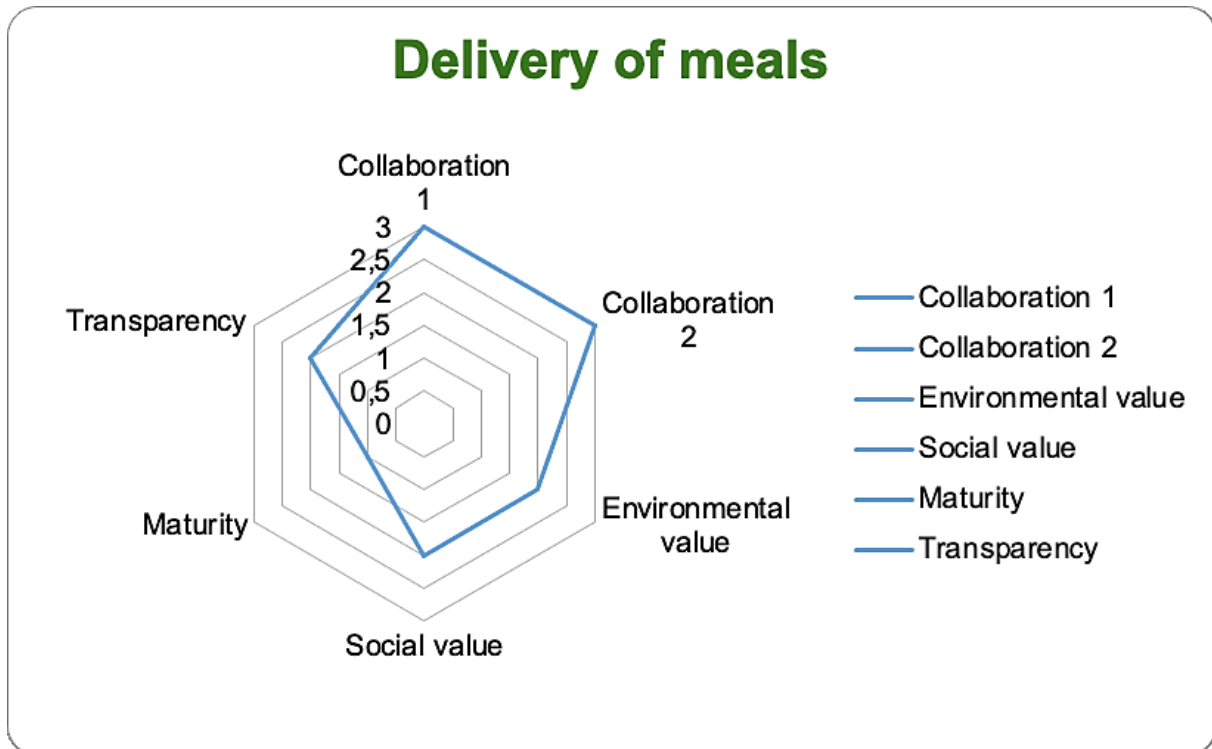 Delivery of meals
Collaboration
1
3
2,5
2
1,5
1
0,5
0
Collaboration
2
Environmental
value
Social value
Maturity
Transparency
Collaboration 1
Collaboration 2
Environmental value
Social value
Maturity
Transparency